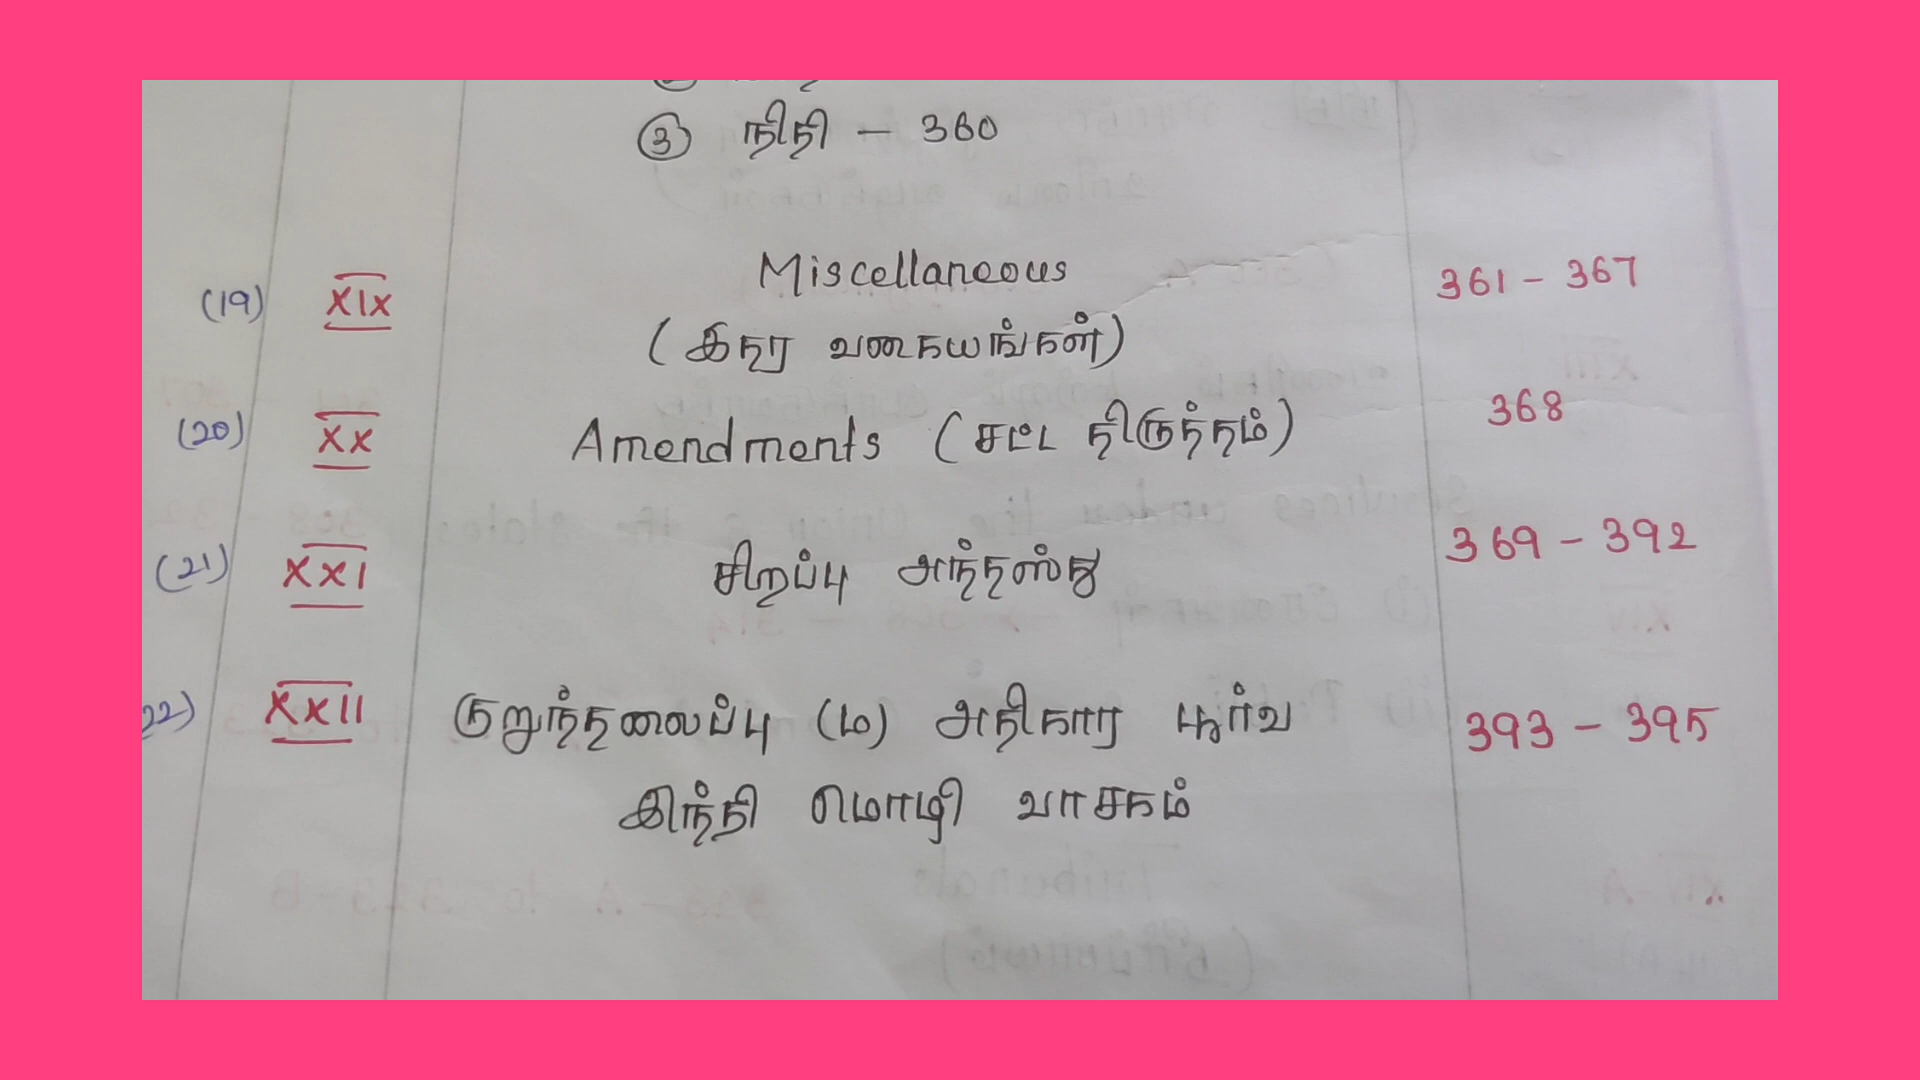 ③ நிதி – 360
Miscellaneous
(19) XIX 361 – 367
(இதர வகையங்கள்)
(20) XX Amendments (சட்ட திருத்தம்) 368
(21) XXI சிறப்பு அந்தஸ்து 369 – 392
22) XXII குறுந்தலைப்பு (ம) அதிகார பூர்வ 393 – 395
இந்தி மொழி வாசகம்